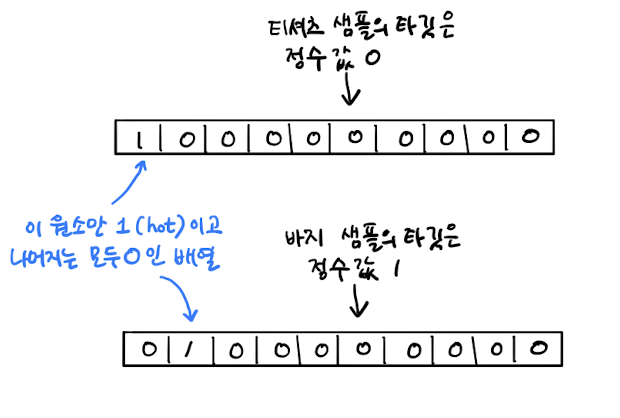 티셔츠 샘플의 타깃은
정수값 0
1 0 0 0 0 0 0 0 0 0
이 원소만 1 (hot)이고
나머지는 모두 0인 배열
바지 샘플의 타깃은
정수값 1
0 1 0 0 0 0 0 0 0 0